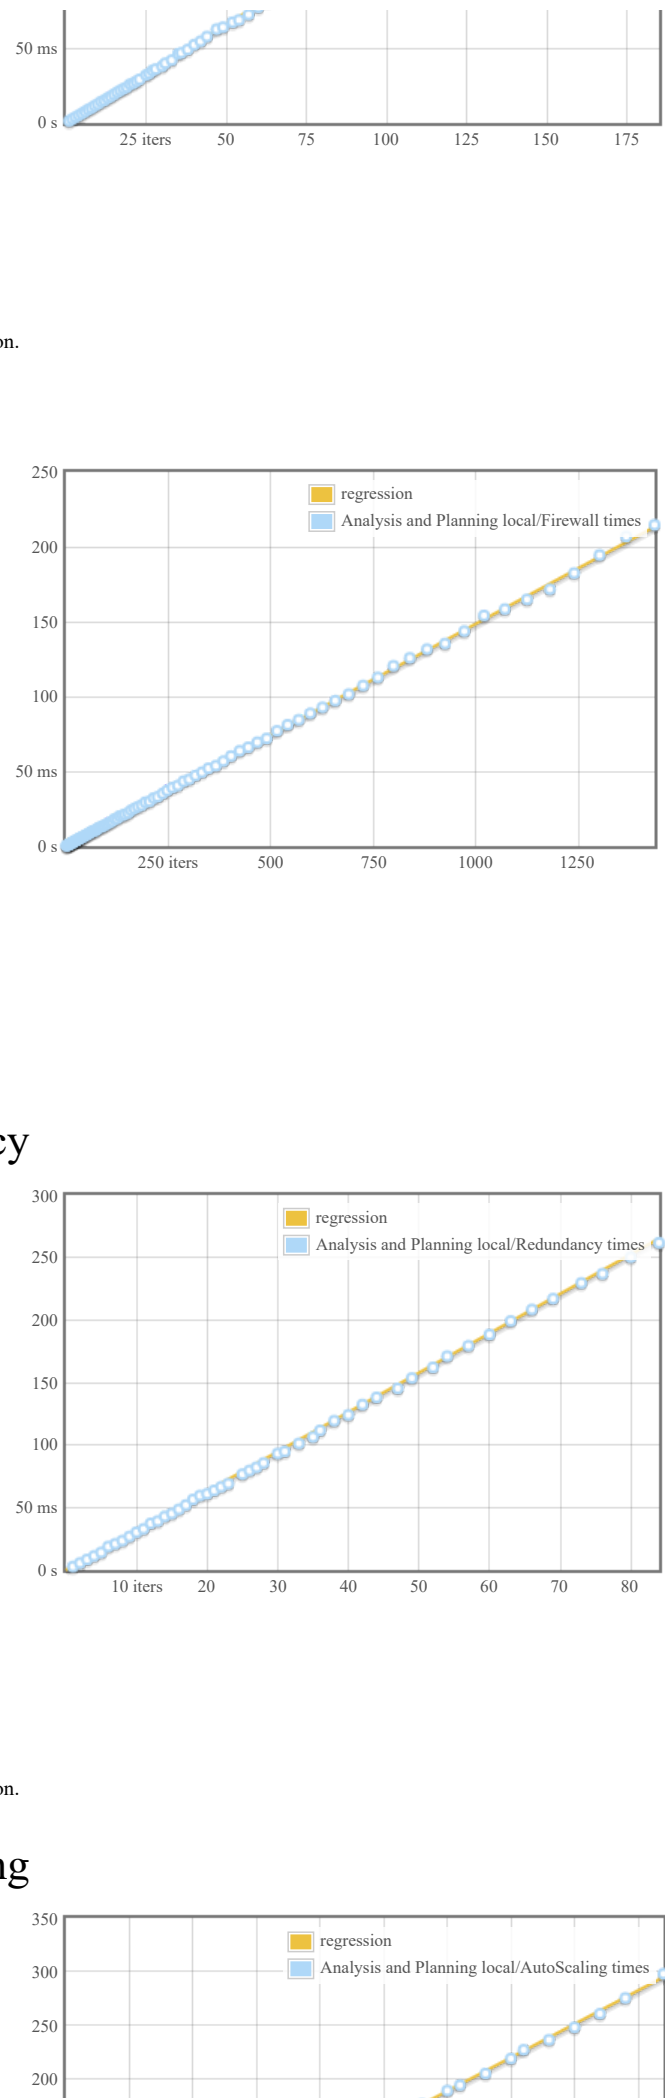 50 ms
0 s
25 iters 50 75 100 125 150 175
on.
250
regression
Analysis and Planning local/Firewall times
200
150
100
50 ms
0 s
250 iters 500 750 1000 1250
cy
300
regression
Analysis and Planning local/Redundancy times
250
200
150
100
50 ms
0 s
10 iters 20 30 40 50 60 70 80
on.
ng
350
regression
Analysis and Planning local/AutoScaling times
300
250
200